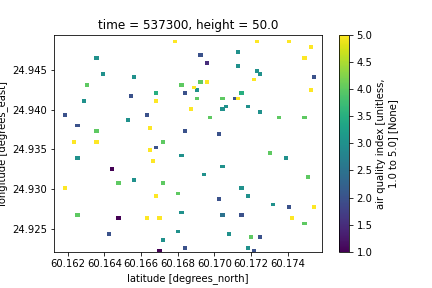 time = 537300, height = 50.0
24.945
24.940
24.935
24.930
24.925
longitude [degrees_east]
60.162 60.164 60.166 60.168 60.170 60.172 60.174
latitude [degrees_north]
5.0
4.5
4.0
3.5
3.0
2.5
2.0
1.5
1.0
air quality index [unitless,
1.0 to 5.0] [None]